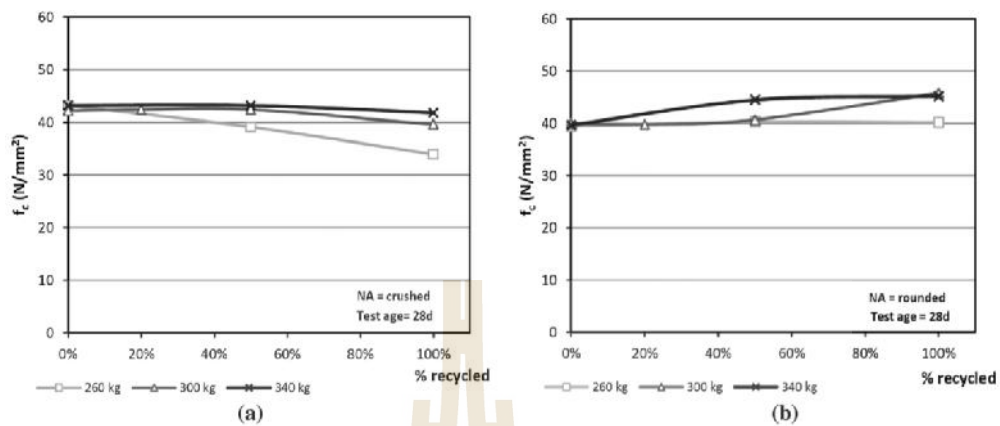 60
50
40
30
20
10
0
f_c (N/mm²)
NA = crushed
Test age= 28d
0% 20% 40% 60% 80% 100%
% recycled
260 kg 300 kg 340 kg
(a)
60
50
40
30
20
10
0
f_c (N/mm²)
NA = rounded
Test age = 28d
0% 20% 40% 60% 80% 100%
% recycled
260 kg 300 kg 340 kg
(b)